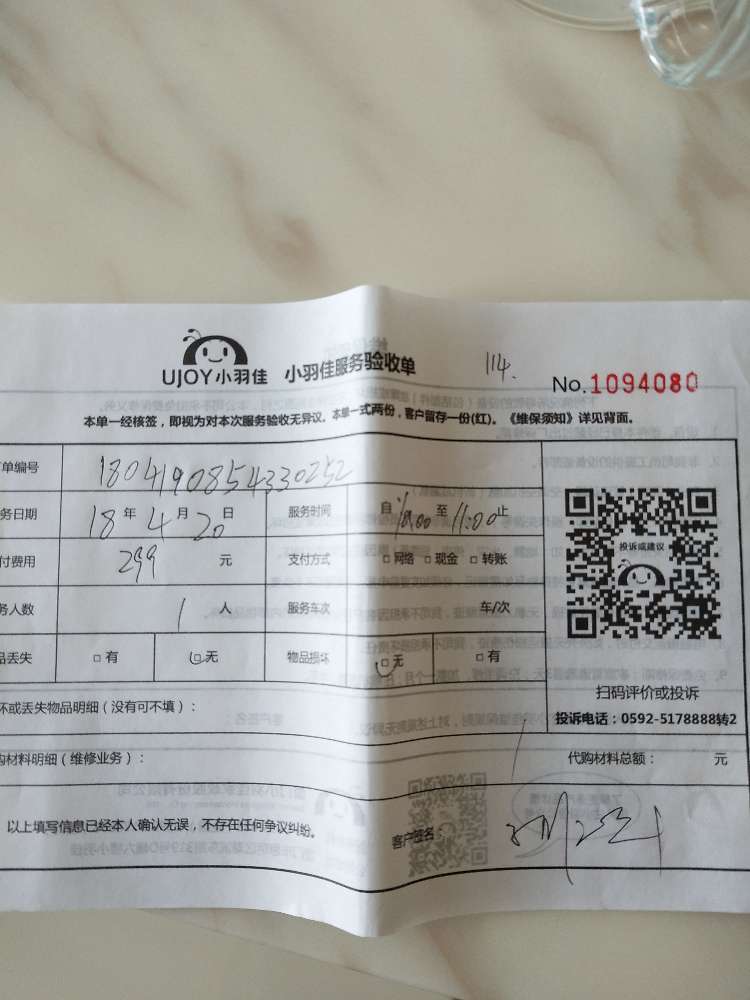 UJOY小羽佳 小羽佳服务验收单 114.
No.1094080
本单一经核签，即视为对本次服务验收无异议。本单一式两份，客户留存一份(红)。《维保须知》详见背面。
单编号 1804190854330252
务日期 18年4月20日 服务时间 自 至11:00止
付费用 299 元 支付方式 □网络 □现金 □转账
务人数 1 人 服务车次 车/次
品丢失 □有 □无 物品损坏 □无 □有
投诉或建议
扫码评价或投诉
投诉电话：0592-5178888转2
坏或丢失物品明细（没有可不填）：
购材料明细（维修业务）： 代购材料总额： 元
以上填写信息已经本人确认无误，不存在任何争议纠纷。 客户签名：